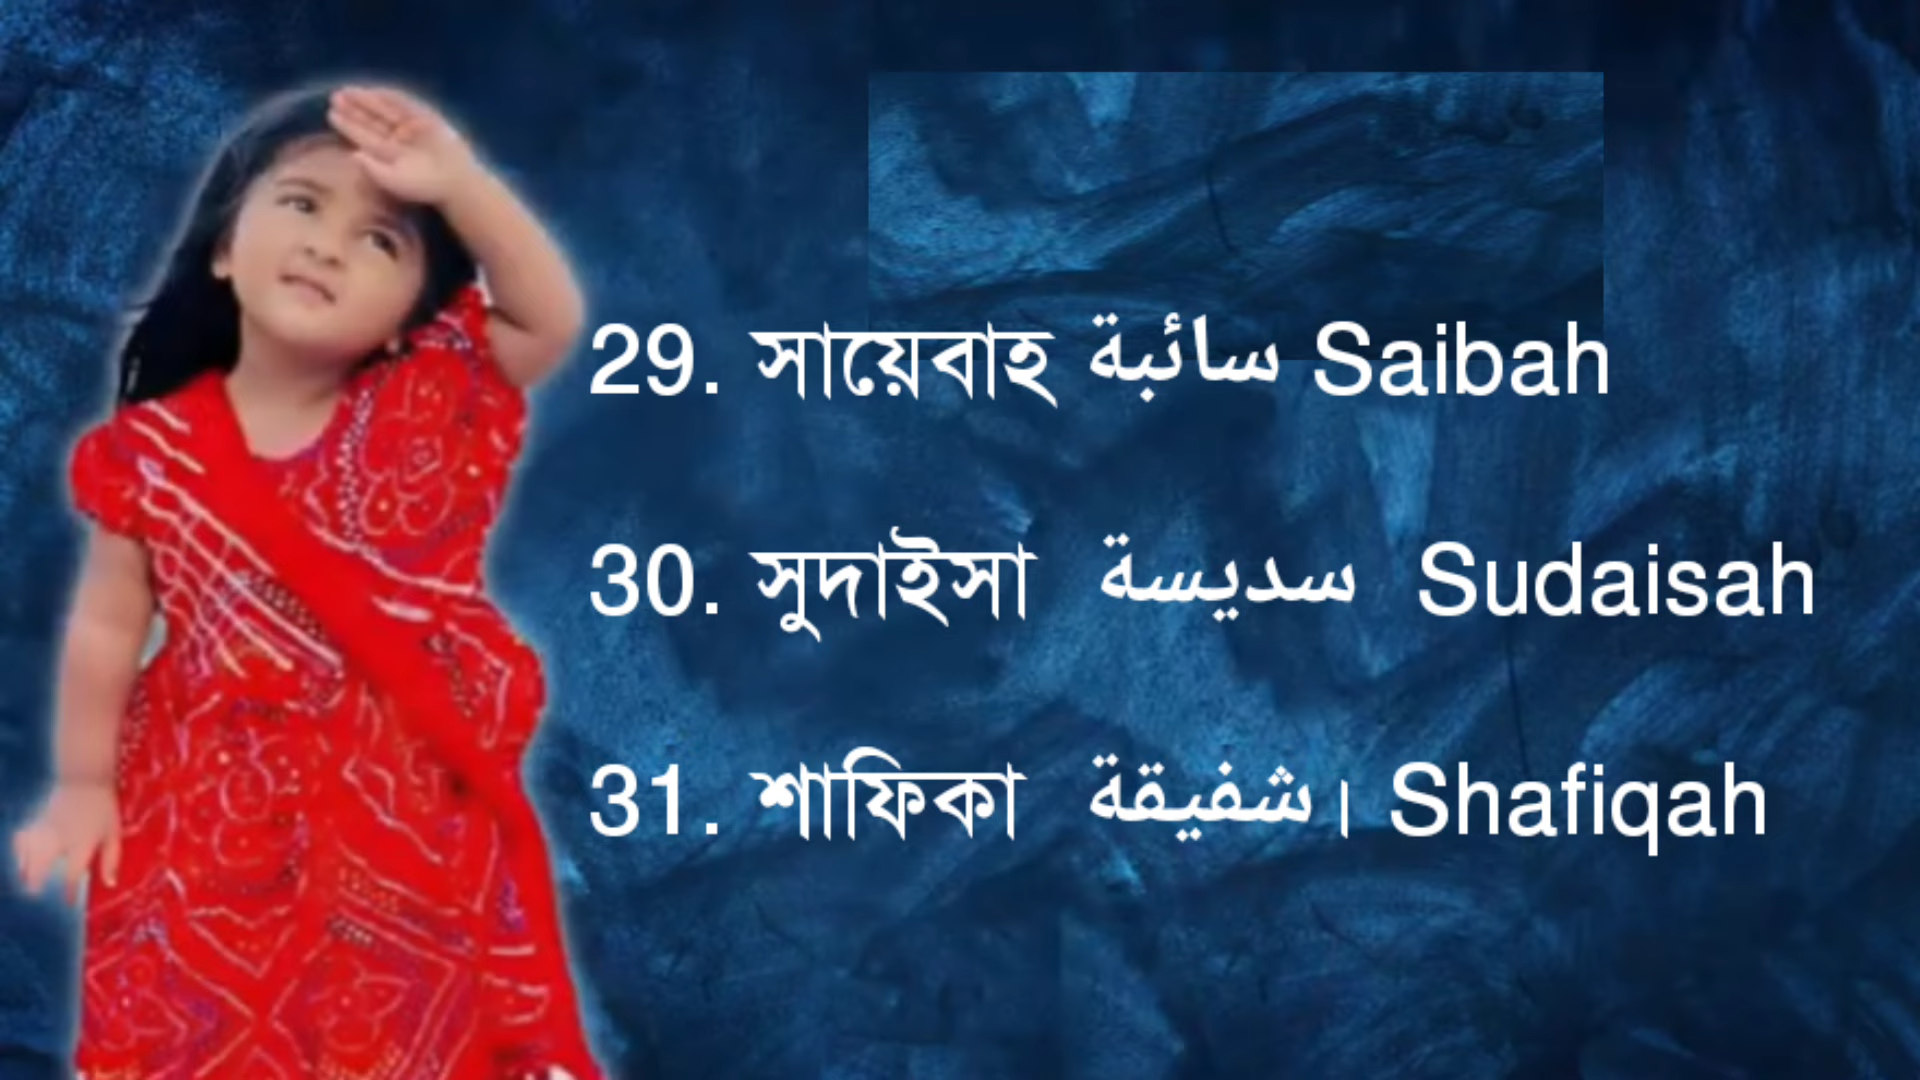 29. সায়েবাহ سائبة Saibah
30. সুদাইসা سديسة Sudaisah
31. শাফিকা شفيقة। Shafiqah